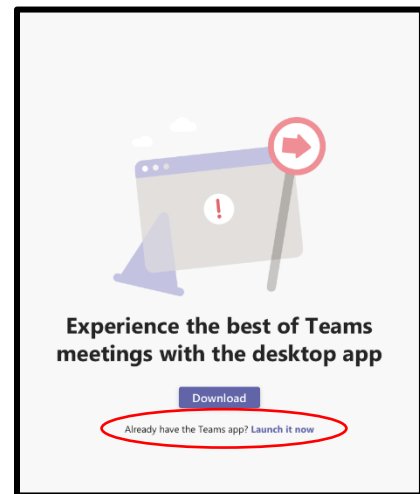 Experience the best of Teams
meetings with the desktop app
Download
Already have the Teams app? Launch it now